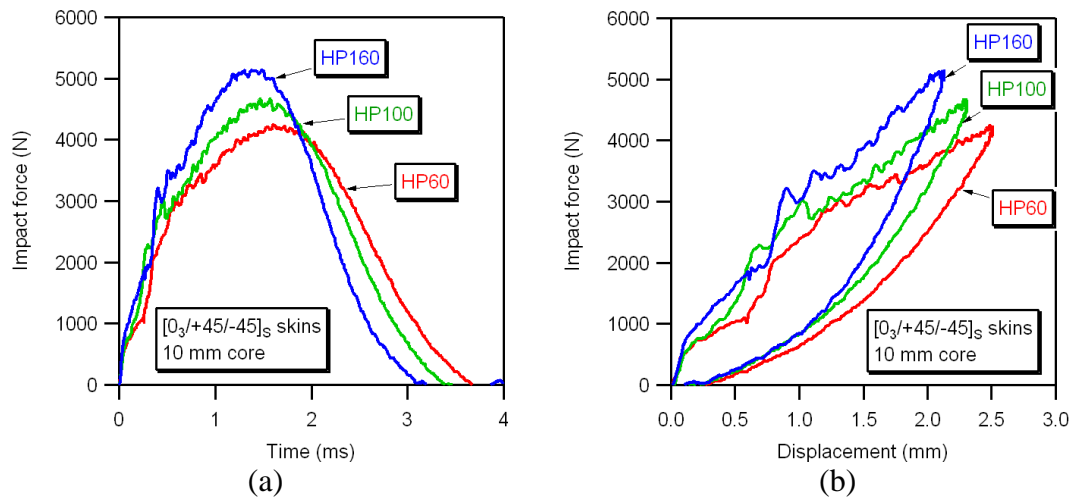 6000
5000
4000
3000
2000
1000
0
Impact force (N)
HP160
HP100
HP60
[0₃/+45/-45]ₛ skins
10 mm core
0 1 2 3 4
Time (ms)
(a)
6000
5000
4000
3000
2000
1000
0
Impact force (N)
HP160
HP100
HP60
[0₃/+45/-45]ₛ skins
10 mm core
0.0 0.5 1.0 1.5 2.0 2.5 3.0
Displacement (mm)
(b)